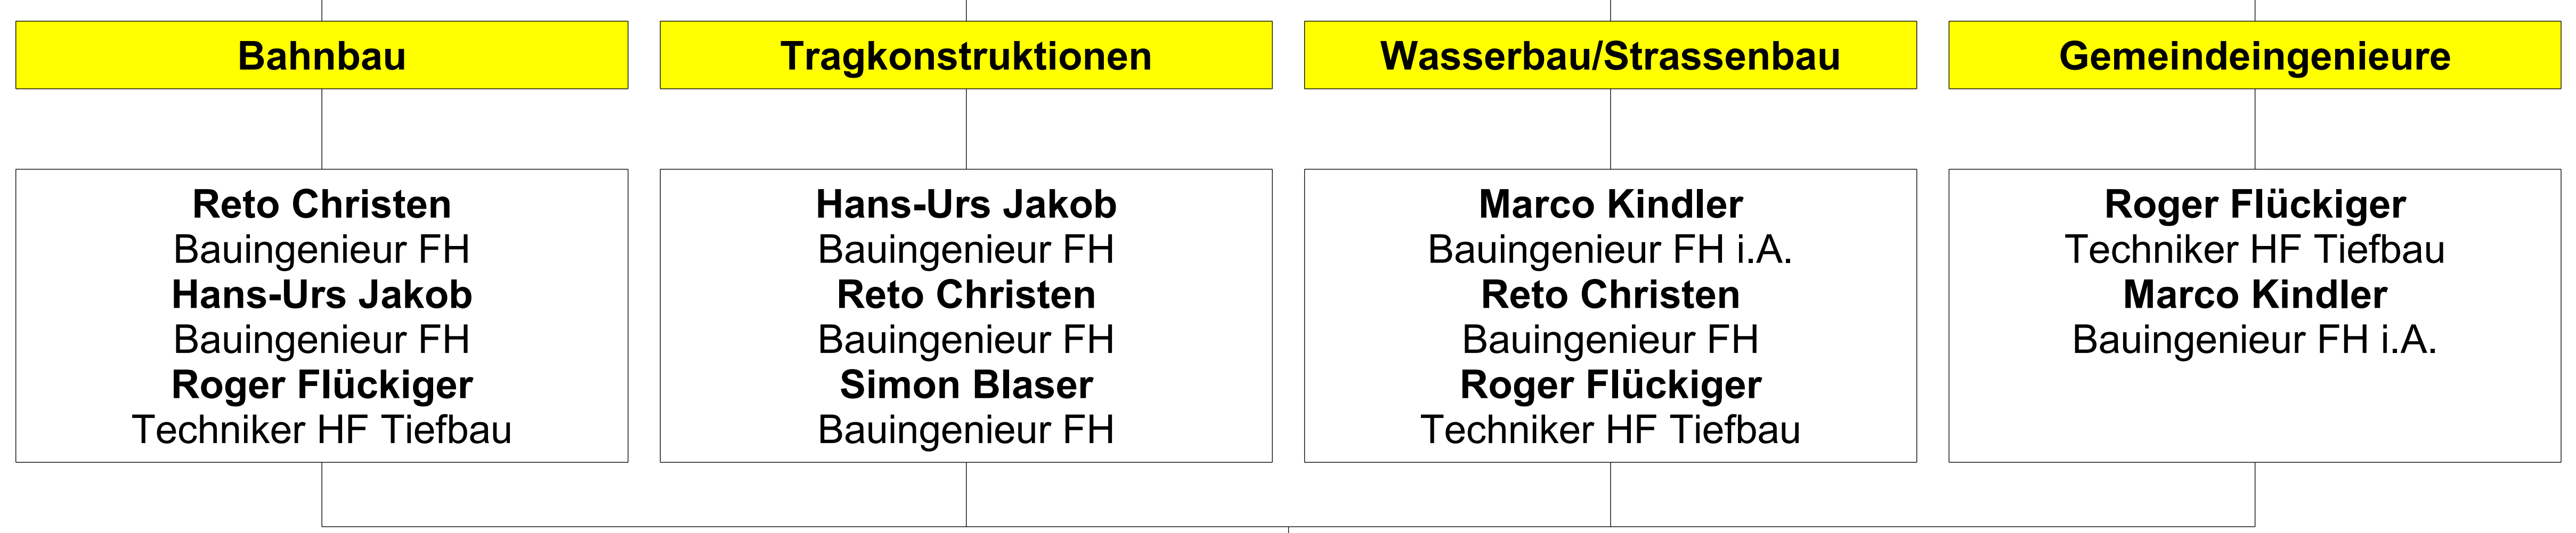 Bahnbau
Reto Christen
Bauingenieur FH
Hans-Urs Jakob
Bauingenieur FH
Roger Flückiger
Techniker HF Tiefbau
Tragkonstruktionen
Hans-Urs Jakob
Bauingenieur FH
Reto Christen
Bauingenieur FH
Simon Blaser
Bauingenieur FH
Wasserbau/Strassenbau
Marco Kindler
Bauingenieur FH i.A.
Reto Christen
Bauingenieur FH
Roger Flückiger
Techniker HF Tiefbau
Gemeindeingenieure
Roger Flückiger
Techniker HF Tiefbau
Marco Kindler
Bauingenieur FH i.A.